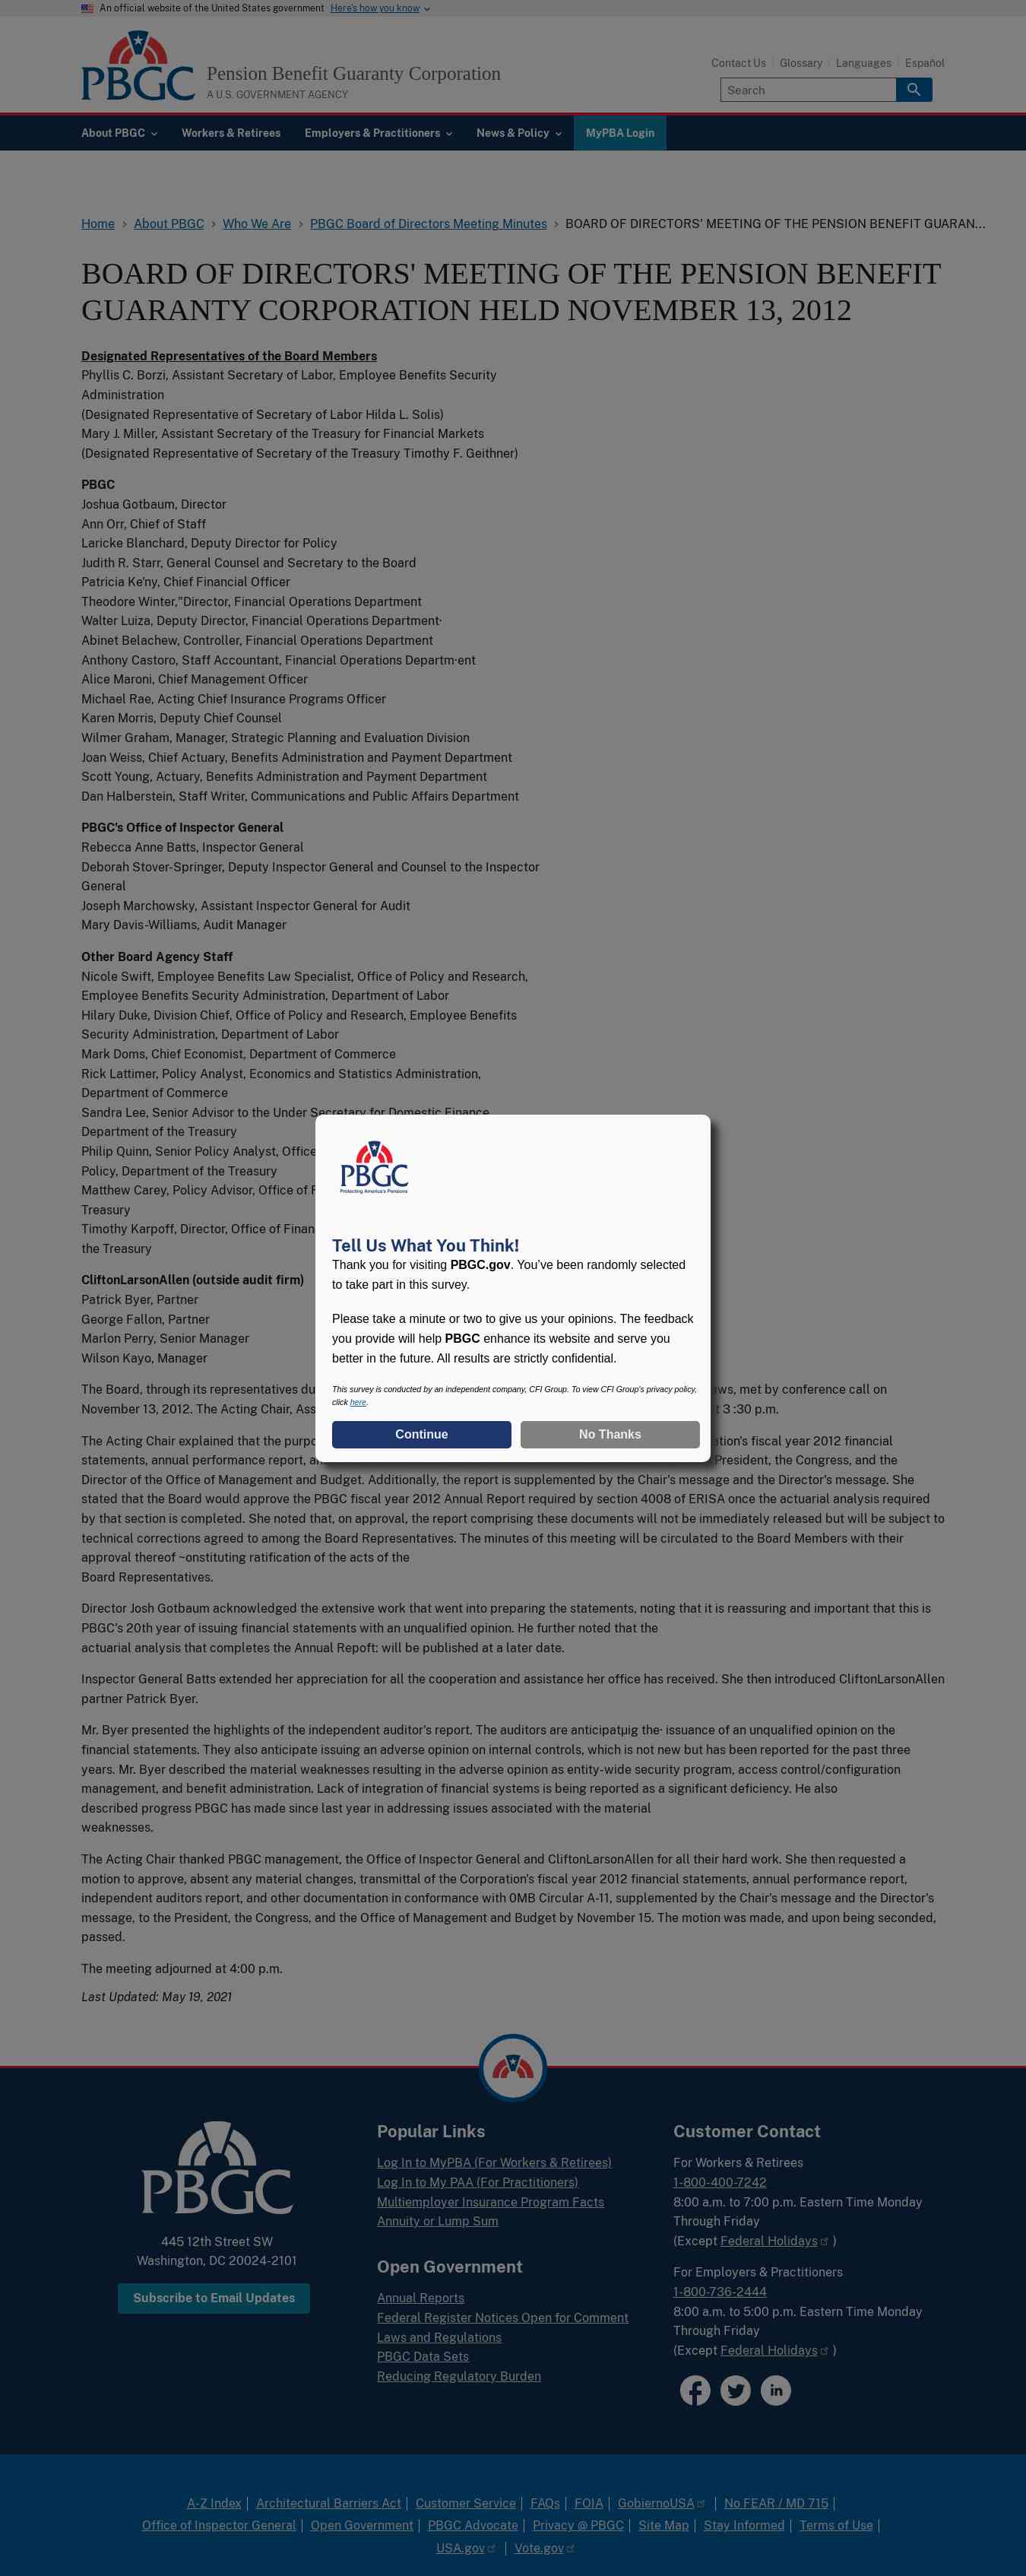 An official website of the United States government Here's how you know
PBGC
Pension Benefit Guaranty Corporation
A U.S. GOVERNMENT AGENCY
Contact Us Glossary Languages Español
Search
About PBGC Workers & Retirees Employers & Practitioners News & Policy MyPBA Login
Home About PBGC Who We Are PBGC Board of Directors Meeting Minutes BOARD OF DIRECTORS' MEETING OF THE PENSION BENEFIT GUARAN...
BOARD OF DIRECTORS' MEETING OF THE PENSION BENEFIT
GUARANTY CORPORATION HELD NOVEMBER 13, 2012
Designated Representatives of the Board Members
Phyllis C. Borzi, Assistant Secretary of Labor, Employee Benefits Security
Administration
(Designated Representative of Secretary of Labor Hilda L. Solis)
Mary J. Miller, Assistant Secretary of the Treasury for Financial Markets
(Designated Representative of Secretary of the Treasury Timothy F. Geithner)
PBGC
Joshua Gotbaum, Director
Ann Orr, Chief of Staff
Laricke Blanchard, Deputy Director for Policy
Judith R. Starr, General Counsel and Secretary to the Board
Patricia Ke'ny, Chief Financial Officer
Theodore Winter,"Director, Financial Operations Department
Walter Luiza, Deputy Director, Financial Operations Department·
Abinet Belachew, Controller, Financial Operations Department
Anthony Castoro, Staff Accountant, Financial Operations Departm·ent
Alice Maroni, Chief Management Officer
Michael Rae, Acting Chief Insurance Programs Officer
Karen Morris, Deputy Chief Counsel
Wilmer Graham, Manager, Strategic Planning and Evaluation Division
Joan Weiss, Chief Actuary, Benefits Administration and Payment Department
Scott Young, Actuary, Benefits Administration and Payment Department
Dan Halberstein, Staff Writer, Communications and Public Affairs Department
PBGC's Office of Inspector General
Rebecca Anne Batts, Inspector General
Deborah Stover-Springer, Deputy Inspector General and Counsel to the Inspector
General
Joseph Marchowsky, Assistant Inspector General for Audit
Mary Davis-Williams, Audit Manager
Other Board Agency Staff
Nicole Swift, Employee Benefits Law Specialist, Office of Policy and Research,
Employee Benefits Security Administration, Department of Labor
Hilary Duke, Division Chief, Office of Policy and Research, Employee Benefits
Security Administration, Department of Labor
Mark Doms, Chief Economist, Department of Commerce
Rick Lattimer, Policy Analyst, Economics and Statistics Administration,
Department of Commerce
Sandra Lee, Senior Advisor to the Under Secretary for Domestic Finance
Department of the Treasury
Philip Quinn, Senior Policy Analyst, Office
Policy, Department of the Treasury
Matthew Carey, Policy Advisor, Office of
Treasury
Timothy Karpoff, Director, Office of
the Treasury
CliftonLarsonAllen (outside audit firm)
Patrick Byer, Partner
George Fallon, Partner
Marlon Perry, Senior Manager
Wilson Kayo, Manager
The Board, through its representatives met by conference call on
November 13, 2012. The Acting Chair, 3 :30 p.m.
The Acting Chair explained that the fiscal year 2012 financial
statements, annual performance report, President, the Congress, and the
Director of the Office of Management and Budget. Additionally, the report is supplemented by the Chair's message and the Director's message. She
stated that the Board would approve the PBGC fiscal year 2012 Annual Report required by section 4008 of ERISA once the actuarial analysis required
by that section is completed. She noted that, on approval, the report comprising these documents will not be immediately released but will be subject to
technical corrections agreed to among the Board Representatives. The minutes of this meeting will be circulated to the Board Members with their
approval thereof ~onstituting ratification of the acts of the
Board Representatives.
Director Josh Gotbaum acknowledged the extensive work that went into preparing the statements, noting that it is reassuring and important that this is
PBGC's 20th year of issuing financial statements with an unqualified opinion. He further noted that the
actuarial analysis that completes the Annual Repoft: will be published at a later date.
Inspector General Batts extended her appreciation for all the cooperation and assistance her office has received. She then introduced CliftonLarsonAllen
partner Patrick Byer.
Mr. Byer presented the highlights of the independent auditor's report. The auditors are anticipatµig the· issuance of an unqualified opinion on the
financial statements. They also anticipate issuing an adverse opinion on internal controls, which is not new but has been reported for the past three
years. Mr. Byer described the material weaknesses resulting in the adverse opinion as entity-wide security program, access control/configuration
management, and benefit administration. Lack of integration of financial systems is being reported as a significant deficiency. He also
described progress PBGC has made since last year in addressing issues associated with the material
weaknesses.
The Acting Chair thanked PBGC management, the Office of Inspector General and CliftonLarsonAllen for all their hard work. She then requested a
motion to approve, absent any material changes, transmittal of the Corporation's fiscal year 2012 financial statements, annual performance report,
independent auditors report, and other documentation in conformance with 0MB Circular A-11, supplemented by the Chair's message and the Director's
message, to the President, the Congress, and the Office of Management and Budget by November 15. The motion was made, and upon being seconded,
passed.
The meeting adjourned at 4:00 p.m.
Last Updated: May 19, 2021
PBGC
Protecting America's Pensions
Tell Us What You Think!
Thank you for visiting PBGC.gov. You've been randomly selected
to take part in this survey.
Please take a minute or two to give us your opinions. The feedback
you provide will help PBGC enhance its website and serve you
better in the future. All results are strictly confidential.
This survey is conducted by an independent company, CFI Group. To view CFI Group's privacy policy,
click here.
Continue No Thanks
PBGC
445 12th Street SW
Washington, DC 20024-2101
Subscribe to Email Updates
Popular Links
Log In to MyPBA (For Workers & Retirees)
Log In to My PAA (For Practitioners)
Multiemployer Insurance Program Facts
Annuity or Lump Sum
Open Government
Annual Reports
Federal Register Notices Open for Comment
Laws and Regulations
PBGC Data Sets
Reducing Regulatory Burden
Customer Contact
For Workers & Retirees
1-800-400-7242
8:00 a.m. to 7:00 p.m. Eastern Time Monday
Through Friday
(Except Federal Holidays )
For Employers & Practitioners
1-800-736-2444
8:00 a.m. to 5:00 p.m. Eastern Time Monday
Through Friday
(Except Federal Holidays )
A-Z Index Architectural Barriers Act Customer Service FAQs FOIA GobiernoUSA No FEAR / MD 715
Office of Inspector General Open Government PBGC Advocate Privacy @ PBGC Site Map Stay Informed Terms of Use
USA.gov Vote.gov